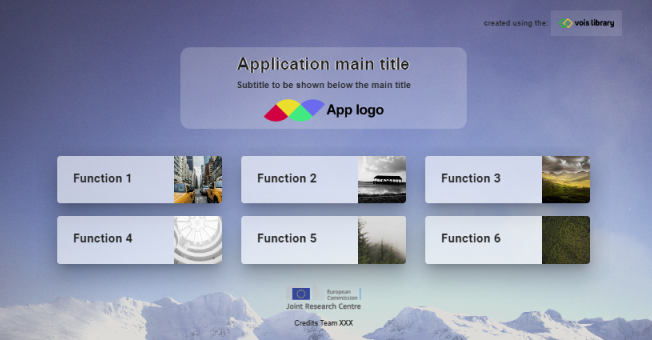 created using the: vois library
Application main title
Subtitle to be shown below the main title
App logo
Function 1
Function 2
Function 3
Function 4
Function 5
Function 6
European
Commission
Joint Research Centre
Credits Team XXX